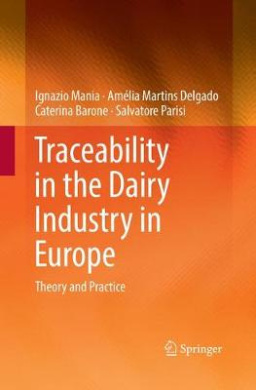 Ignazio Mania · Amélia Martins Delgado
Caterina Barone · Salvatore Parisi
Traceability
in the Dairy
Industry in
Europe
Theory and Practice
Springer